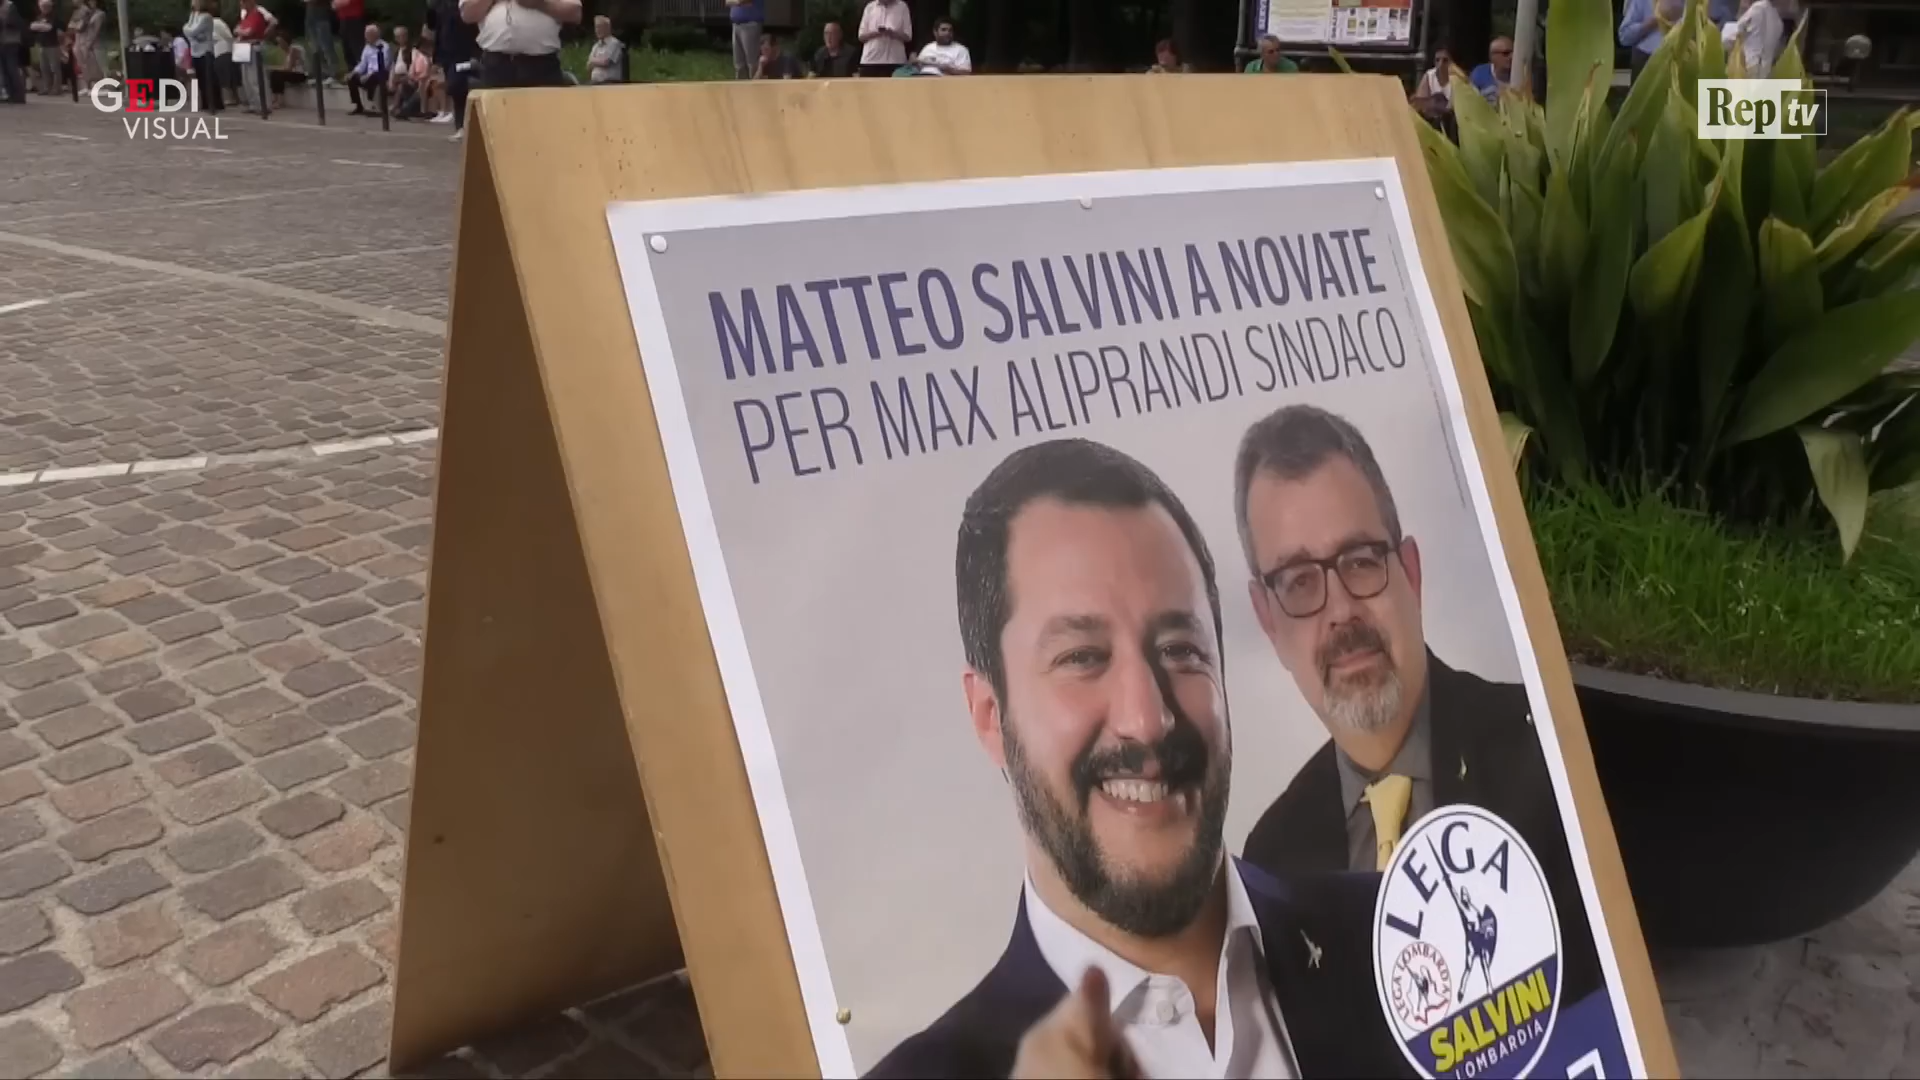 GEDI
VISUAL
Rep tv
MATTEO SALVINI A NOVATE
PER MAX ALIPRANDI SINDACO
LEGA
LEGA LOMBARDA
SALVINI
LOMBARDIA